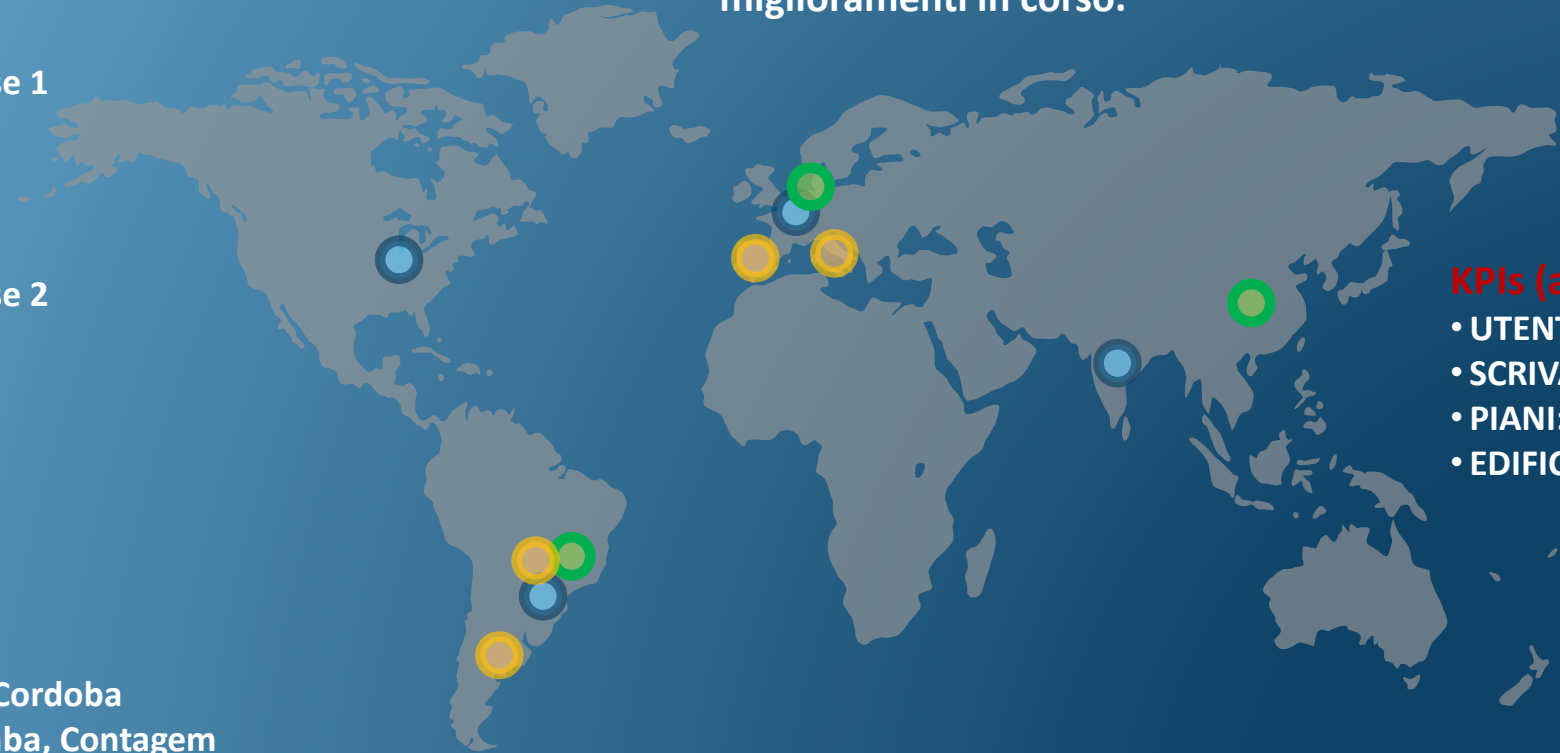 miglioramenti in corso.
se 1
se 2
KPIs (a
• UTENT
• SCRIVA
• PIANI:
• EDIFIC
Cordoba
ba, Contagem